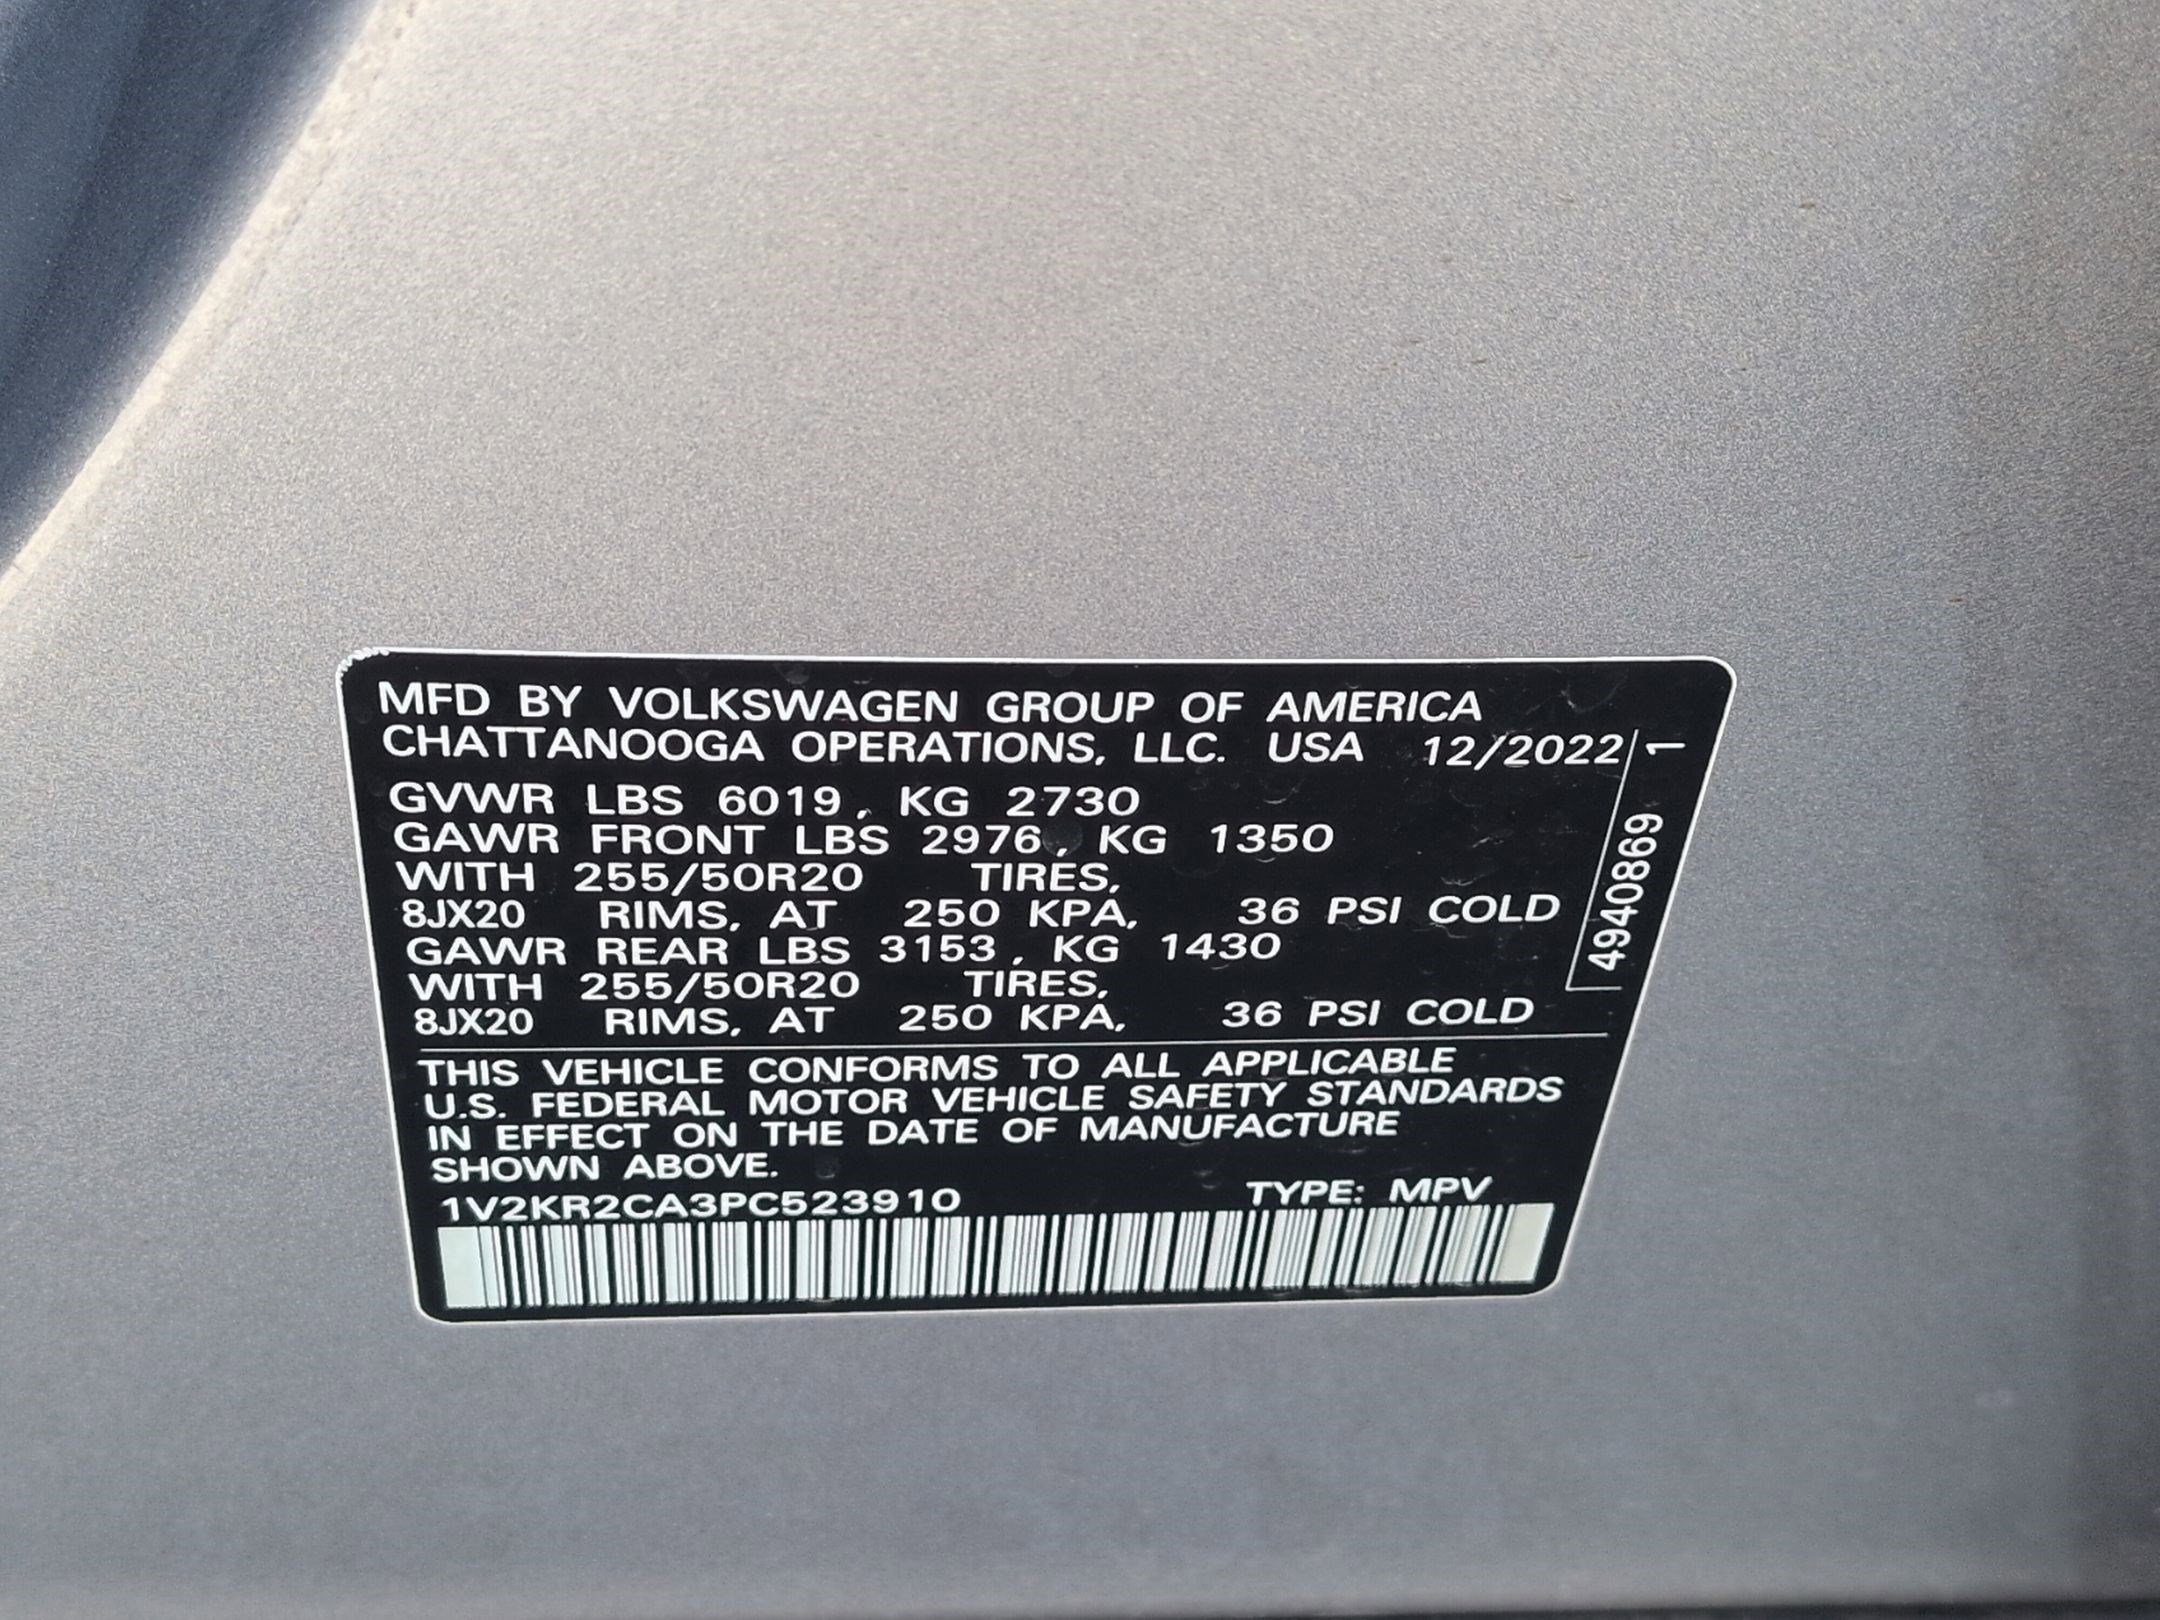 MFD BY VOLKSWAGEN GROUP OF AMERICA
CHATTANOOGA OPERATIONS, LLC. USA 12/2022
GVWR LBS 6019, KG 2730
GAWR FRONT LBS 2976, KG 1350
WITH 255/50R20 TIRES,
8JX20 RIMS, AT 250 KPA, 36 PSI COLD
GAWR REAR LBS 3153, KG 1430
WITH 255/50R20 TIRES,
8JX20 RIMS, AT 250 KPA, 36 PSI COLD
THIS VEHICLE CONFORMS TO ALL APPLICABLE
U.S. FEDERAL MOTOR VEHICLE SAFETY STANDARDS
IN EFFECT ON THE DATE OF MANUFACTURE
SHOWN ABOVE.
1V2KR2CA3PC523910 TYPE: MPV
4940869 1